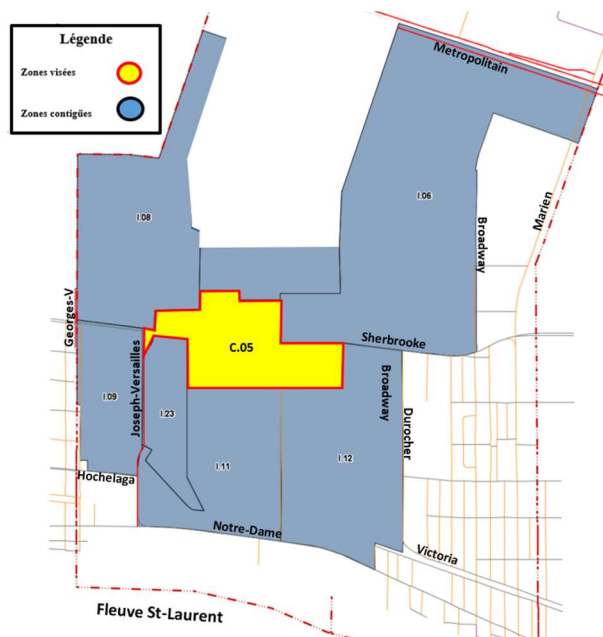 Légende
Zones visées
Zones contigües
Metropolitain
I.06
I.08
Marien
Broadway
Georges-V
Sherbrooke
C.05
Joseph-Versailles
Broadway
Durocher
I.09
I.23
I.11
I.12
Hochelaga
Notre-Dame
Victoria
Fleuve St-Laurent